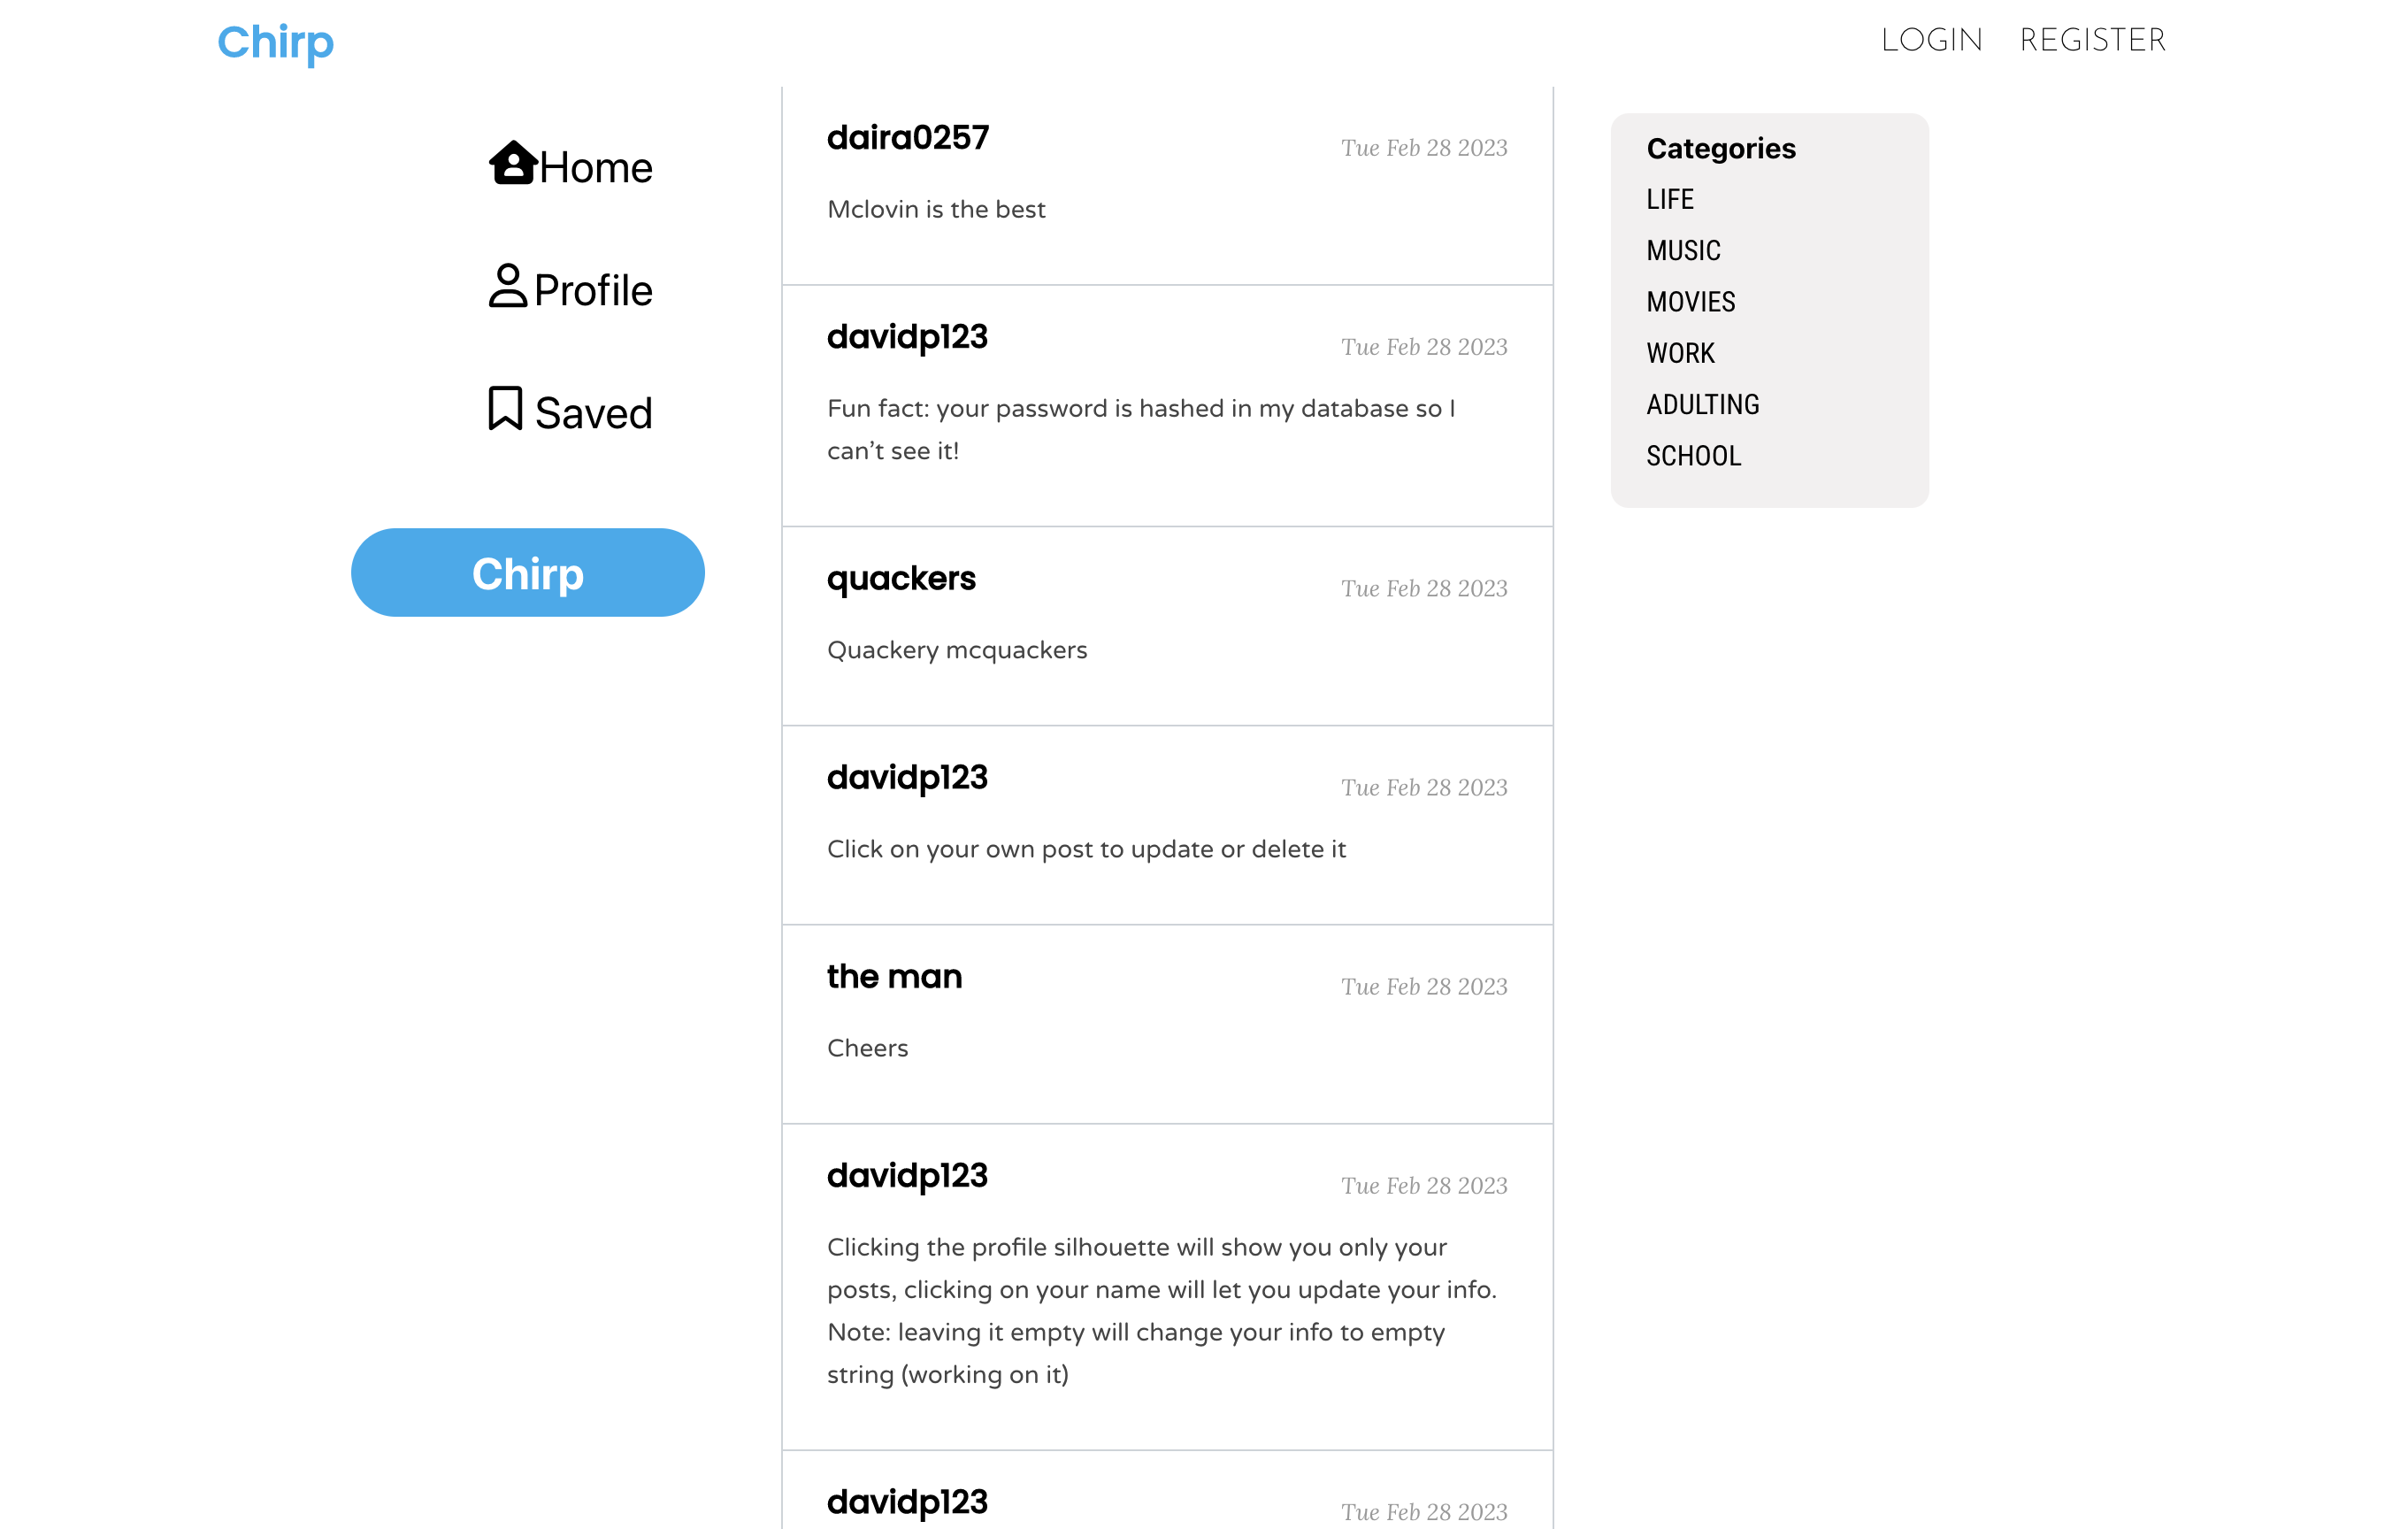 Chirp
LOGIN REGISTER
Home
Profile
Saved
Chirp
daira0257
Tue Feb 28 2023
Mclovin is the best
davidp123
Tue Feb 28 2023
Fun fact: your password is hashed in my database so I
can't see it!
quackers
Tue Feb 28 2023
Quackery mcquackers
davidp123
Tue Feb 28 2023
Click on your own post to update or delete it
the man
Tue Feb 28 2023
Cheers
davidp123
Tue Feb 28 2023
Clicking the profile silhouette will show you only your
posts, clicking on your name will let you update your info.
Note: leaving it empty will change your info to empty
string (working on it)
davidp123
Tue Feb 28 2023
Categories
LIFE
MUSIC
MOVIES
WORK
ADULTING
SCHOOL